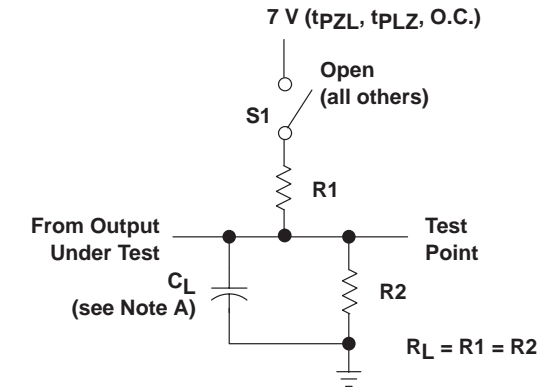 7 V (tPZL, tPLZ, O.C.)
Open
(all others)
S1
R1
From Output
Under Test
Test
Point
CL
(see Note A)
R2
RL = R1 = R2